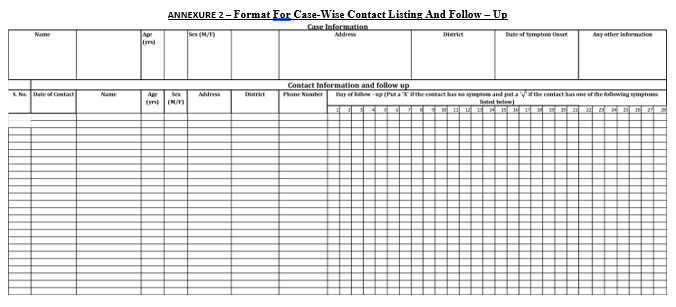 ANNEXURE 2 – Format For Case-Wise Contact Listing And Follow – Up
Case Information
Name Age (yrs) Sex (M/F) Address District Date of Symptom Onset Any other information
Contact Information and follow up
S. No. Date of Contact Name Age (yrs) Sex (M/F) Address District Phone Number Day of follow - up (Put a 'X' if the contact has no symptom and put a '√' if the contact has one of the following symptoms
listed below)
1 2 3 4 5 6 7 8 9 10 11 12 13 14 15 16 17 18 19 20 21 22 23 24 25 26 27 28